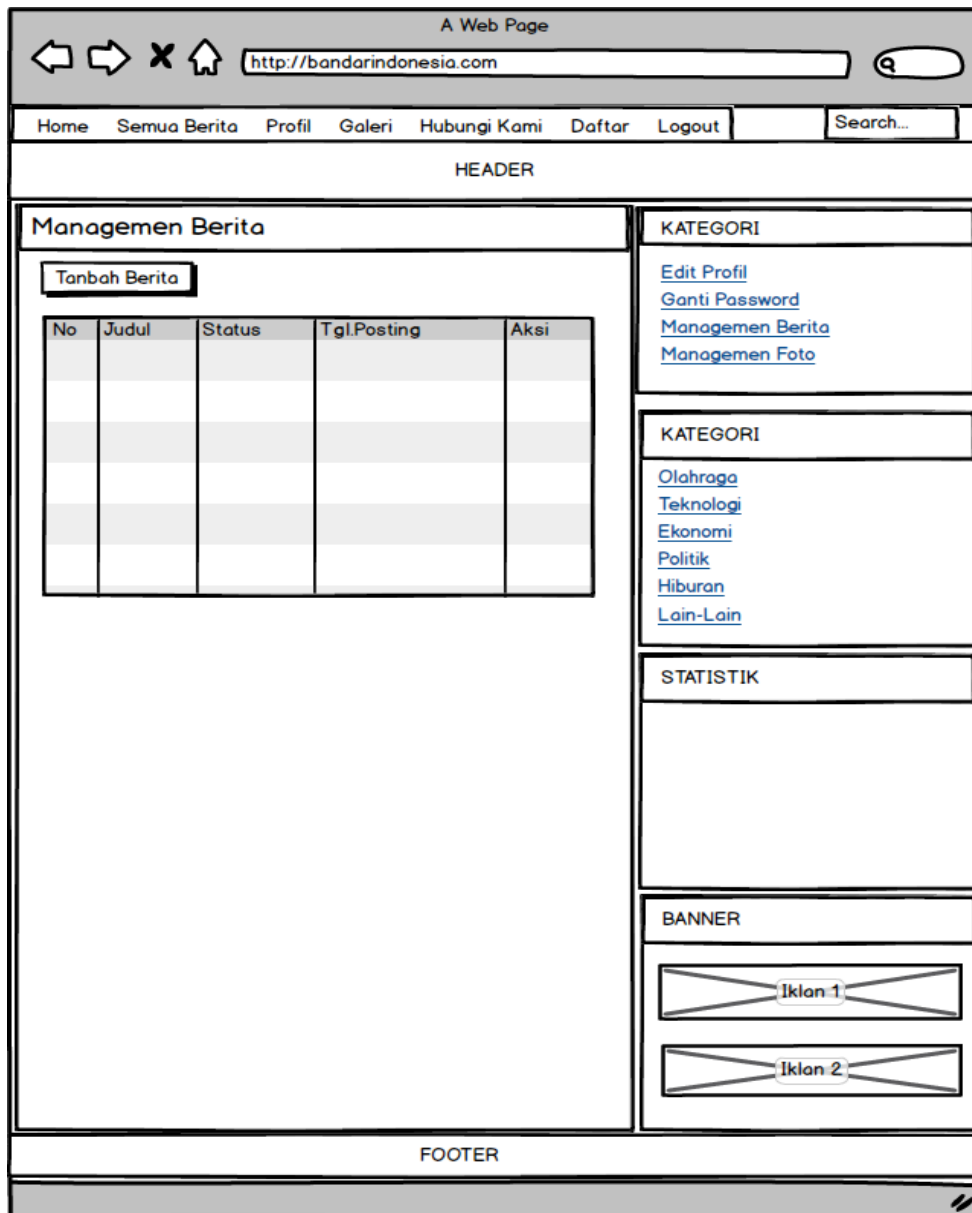 A Web Page
http://bandarindonesia.com
Home Semua Berita Profil Galeri Hubungi Kami Daftar Logout Search...
HEADER
Managemen Berita
Tanbah Berita
No Judul Status Tgl.Posting Aksi
KATEGORI
Edit Profil
Ganti Password
Managemen Berita
Managemen Foto
KATEGORI
Olahraga
Teknologi
Ekonomi
Politik
Hiburan
Lain-Lain
STATISTIK
BANNER
Iklan 1
Iklan 2
FOOTER